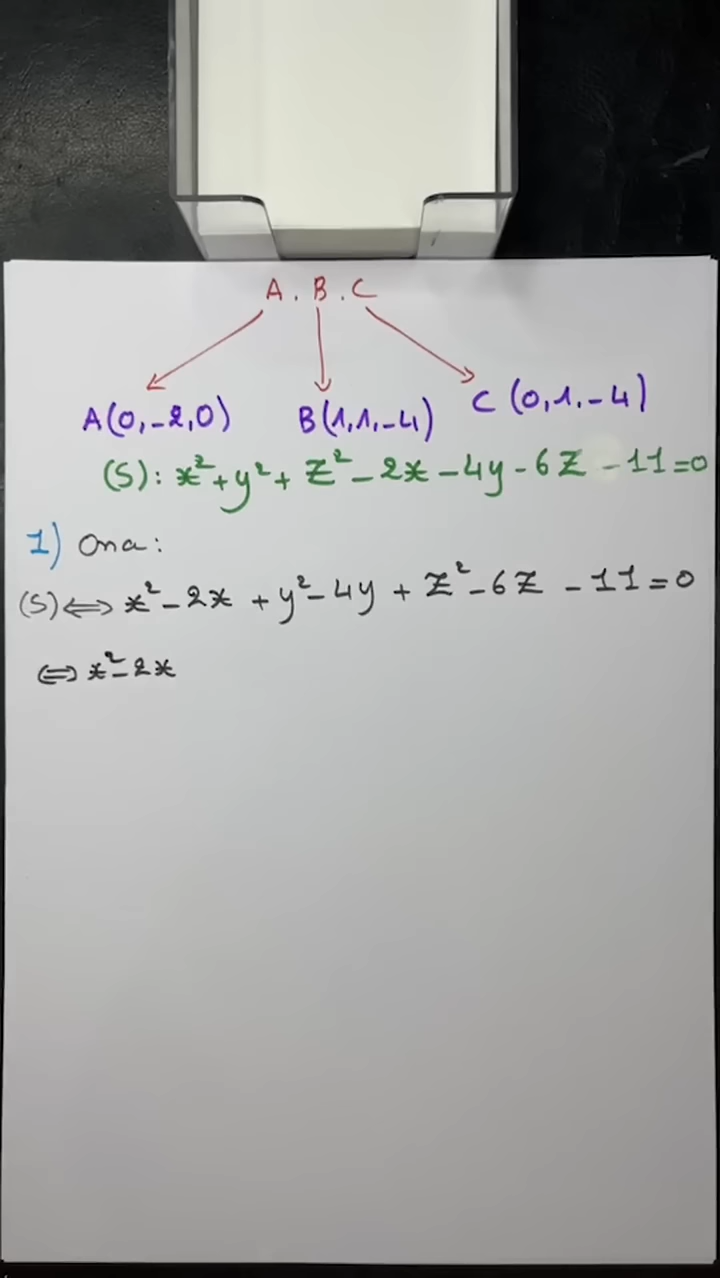 A . B . C
A(0,-2,0) B(1,1,-4) C(0,1,-4)
(S): x²+y²+z²-2x-4y-6z-11=0
1) On a:
(S)⟺x²-2x+y²-4y+z²-6z-11=0
⟺x²-2x